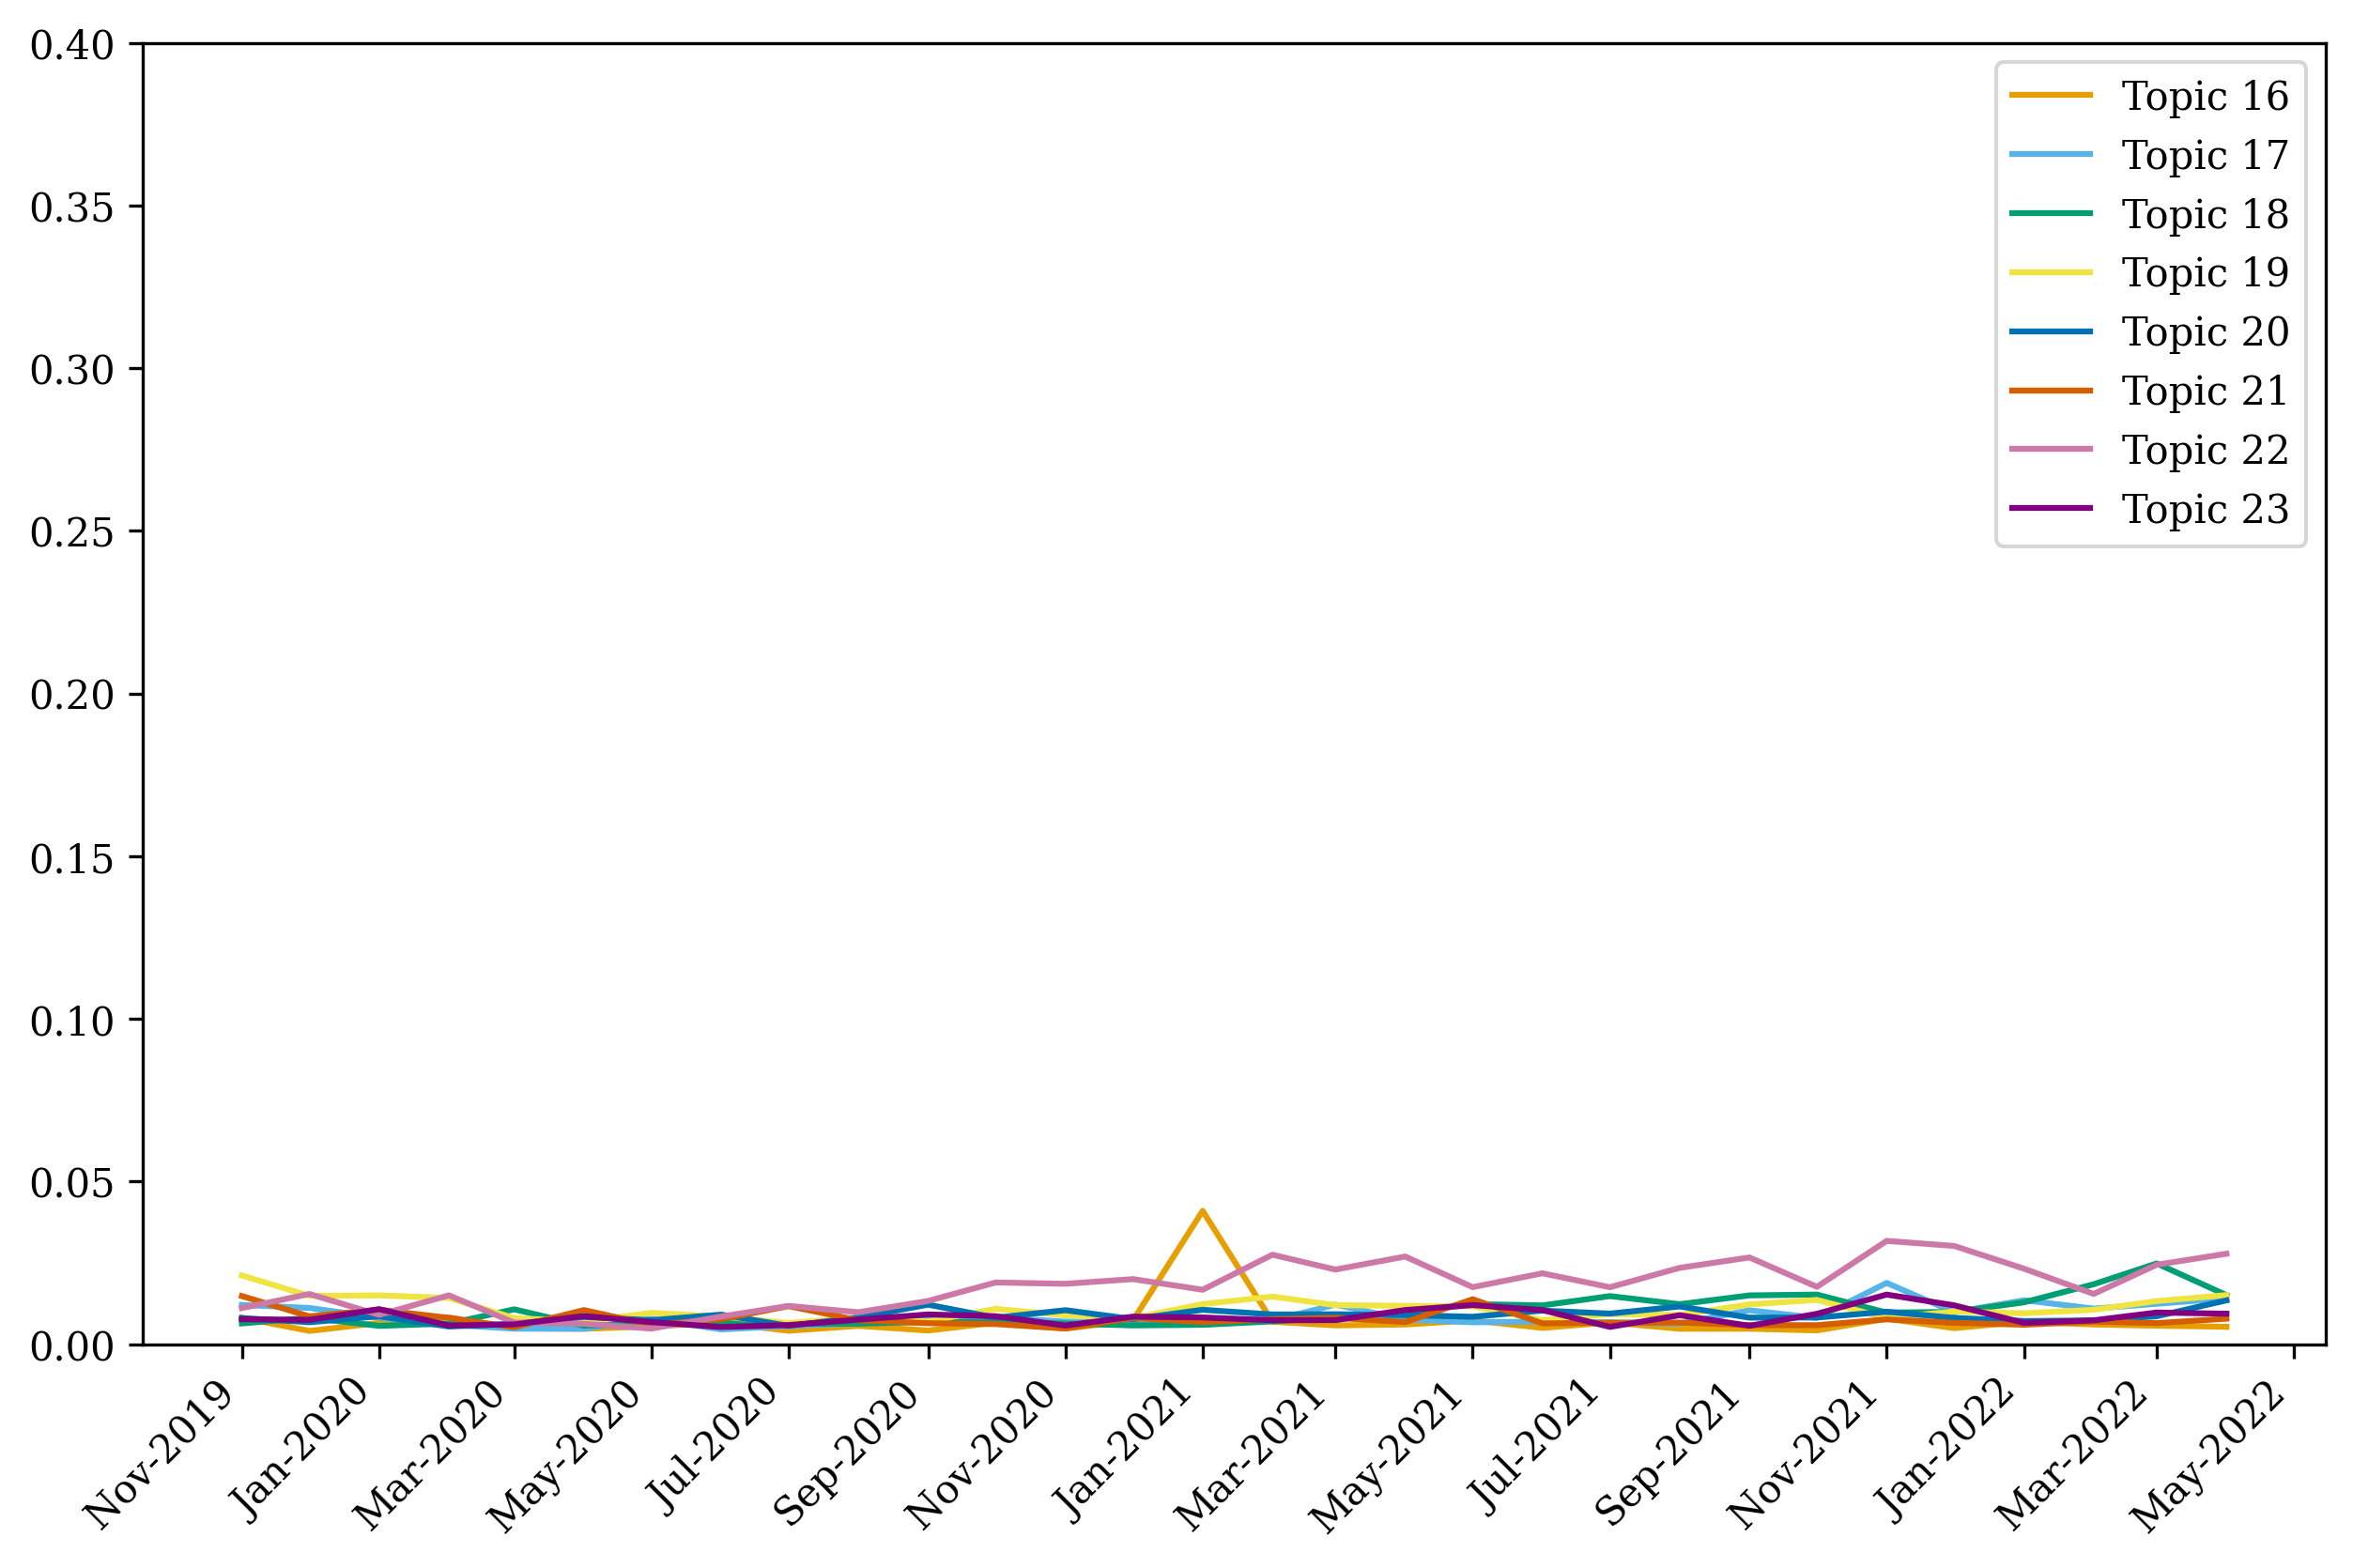 0.40
0.35
0.30
0.25
0.20
0.15
0.10
0.05
0.00
Topic 16
Topic 17
Topic 18
Topic 19
Topic 20
Topic 21
Topic 22
Topic 23
Nov-2019
Jan-2020
Mar-2020
May-2020
Jul-2020
Sep-2020
Nov-2020
Jan-2021
Mar-2021
May-2021
Jul-2021
Sep-2021
Nov-2021
Jan-2022
Mar-2022
May-2022